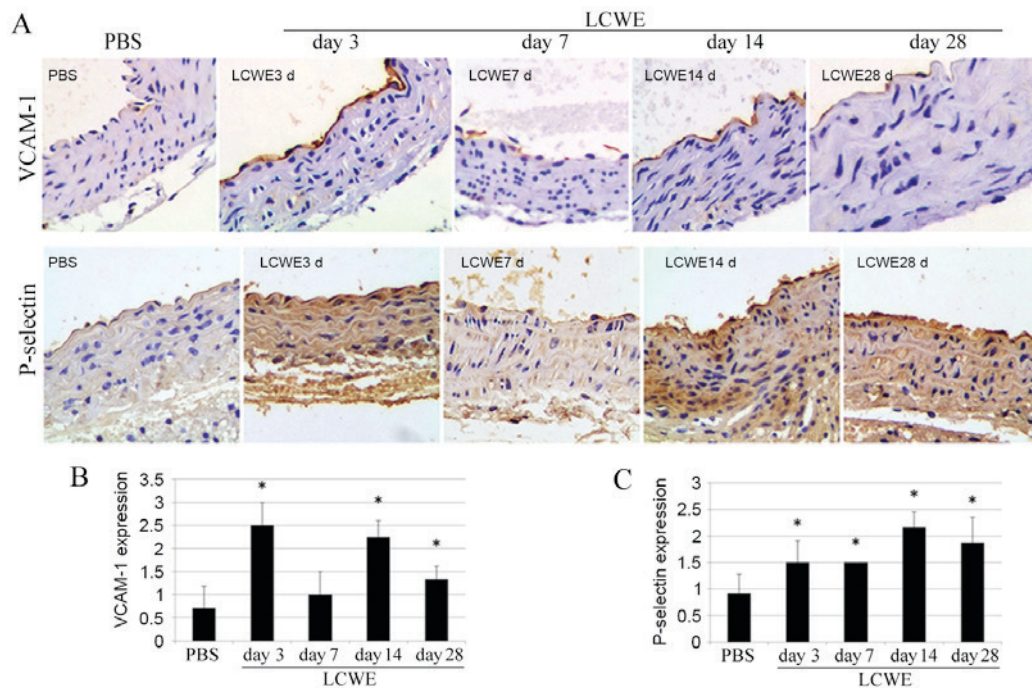 A
LCWE
PBS day 3 day 7 day 14 day 28
VCAM-1
PBS LCWE3 d LCWE7 d LCWE14 d LCWE28 d
P-selectin
PBS LCWE3 d LCWE7 d LCWE14 d LCWE28 d
B
VCAM-1 expression
3.5
3
2.5
2
1.5
1
0.5
0
* * *
PBS day 3 day 7 day 14 day 28
LCWE
C
P-selectin expression
3
2.5
2
1.5
1
0.5
0
* * * *
PBS day 3 day 7 day 14 day 28
LCWE